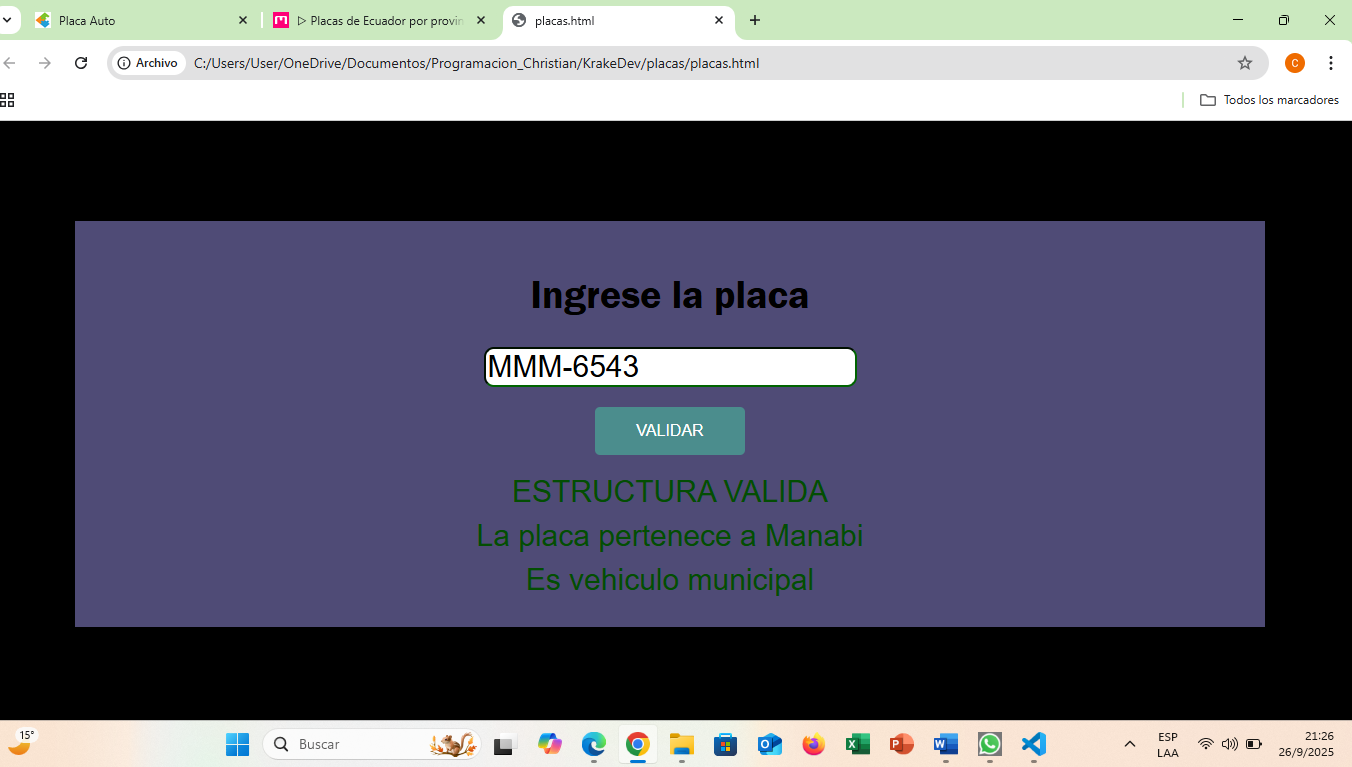 Placa Auto
▷ Placas de Ecuador por provin
placas.html
Archivo
C:/Users/User/OneDrive/Documentos/Programacion_Christian/KrakeDev/placas/placas.html
C
Todos los marcadores
Ingrese la placa
MMM-6543
VALIDAR
ESTRUCTURA VALIDA
La placa pertenece a Manabi
Es vehiculo municipal
15°
Buscar
ESP
LAA
21:26
26/9/2025